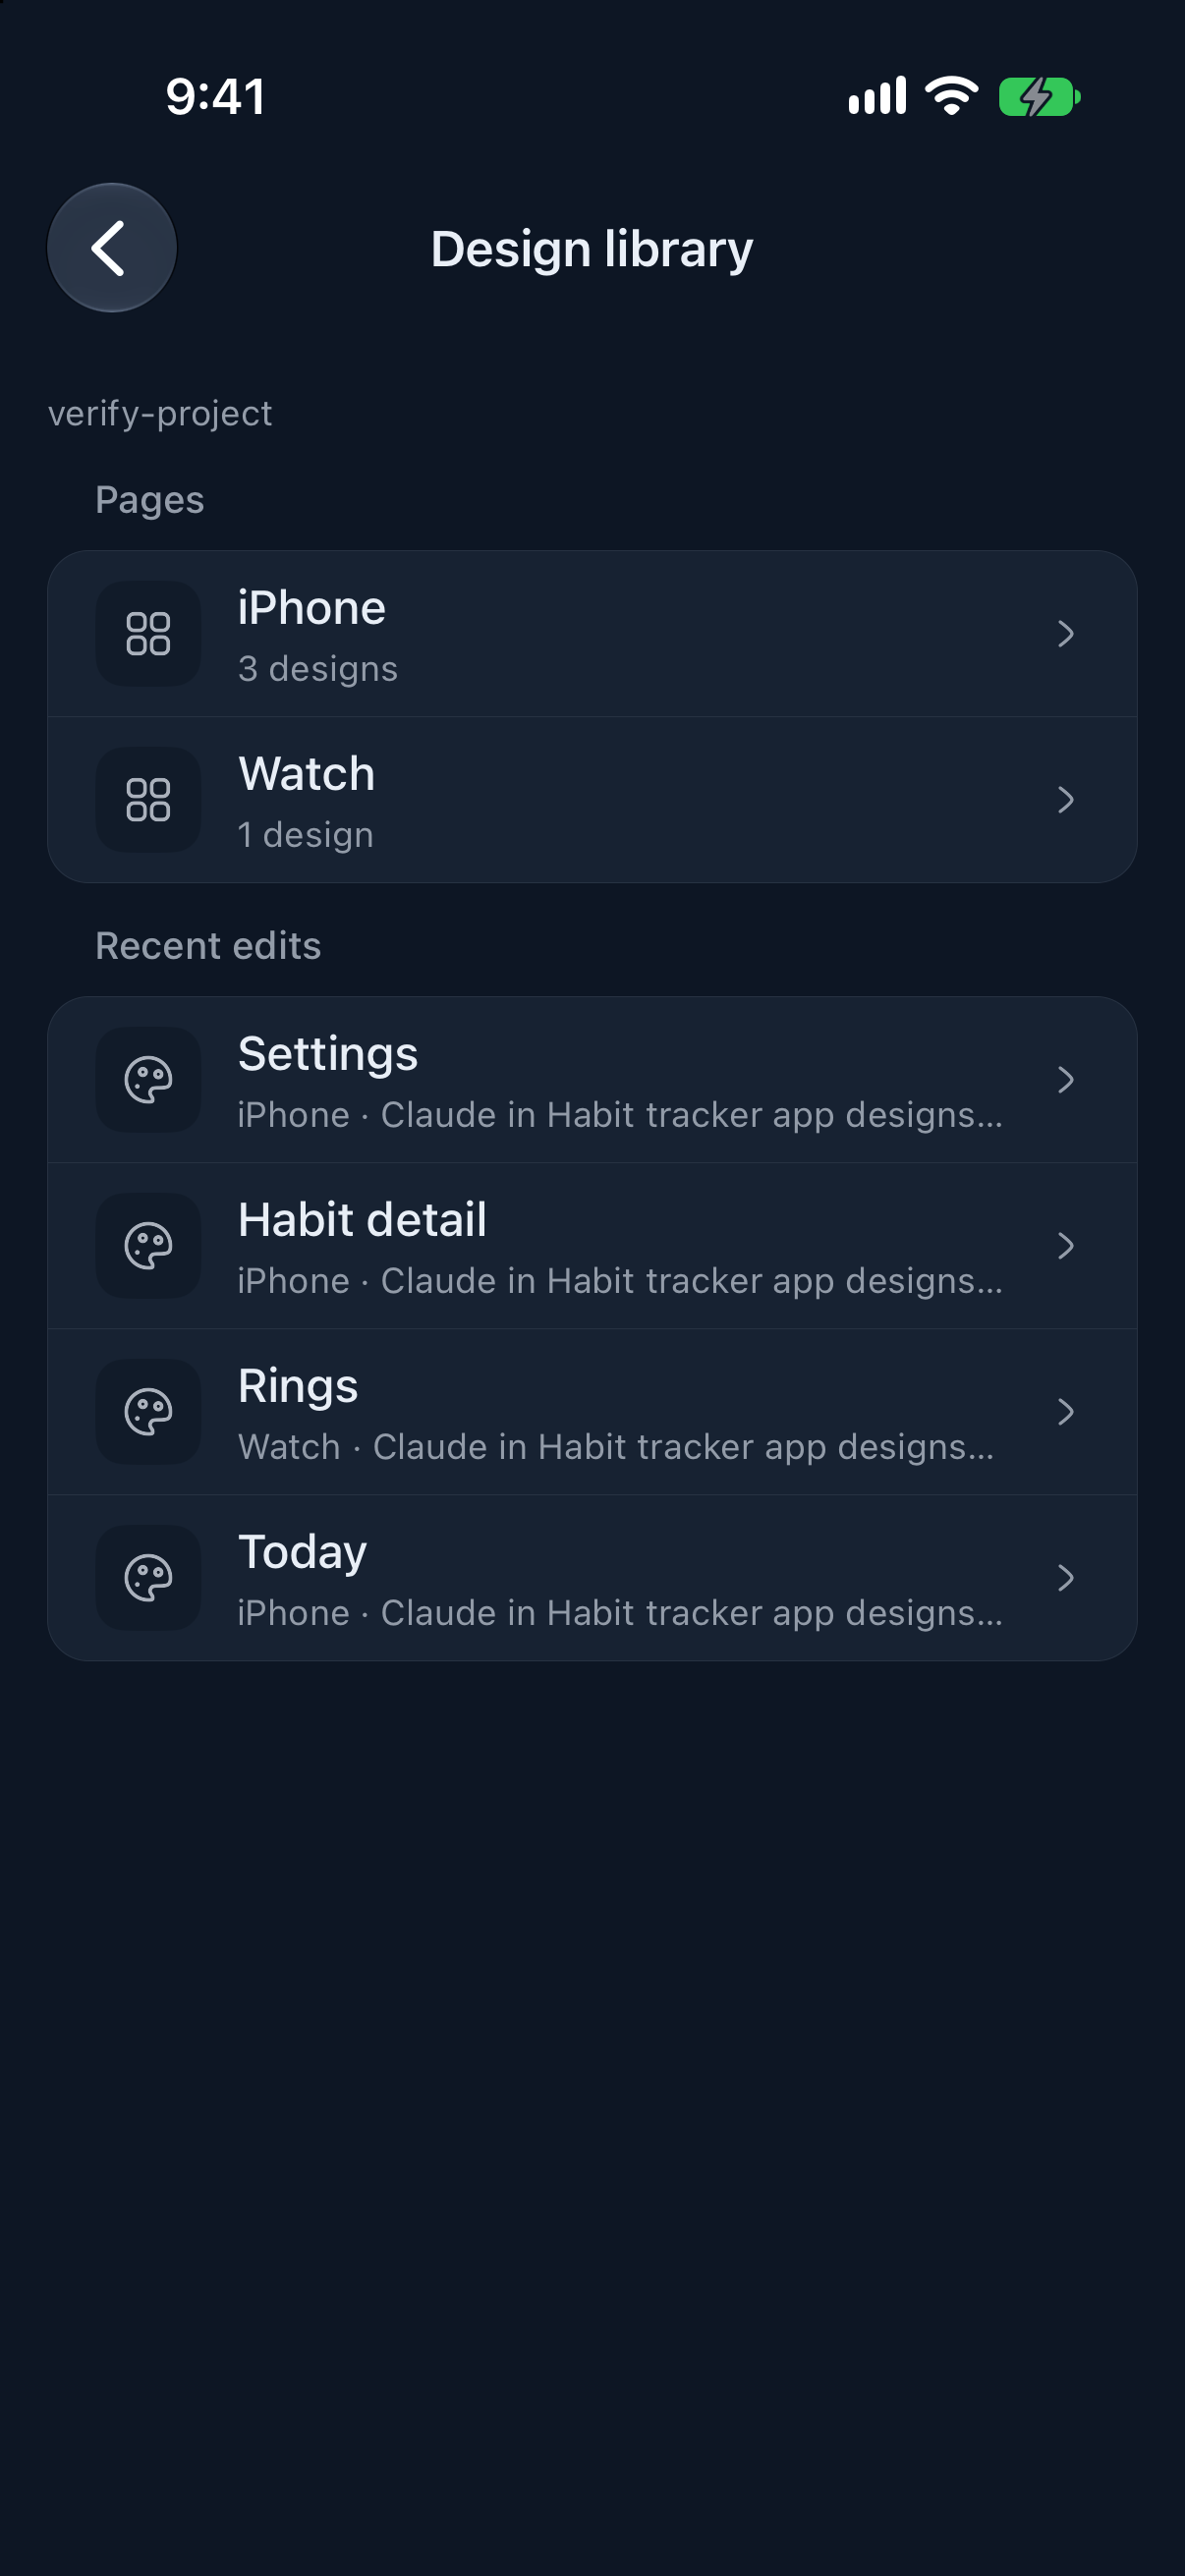 9:41
Design library
verify-project
Pages
iPhone
3 designs
Watch
1 design
Recent edits
Settings
iPhone · Claude in Habit tracker app designs...
Habit detail
iPhone · Claude in Habit tracker app designs...
Rings
Watch · Claude in Habit tracker app designs...
Today
iPhone · Claude in Habit tracker app designs...